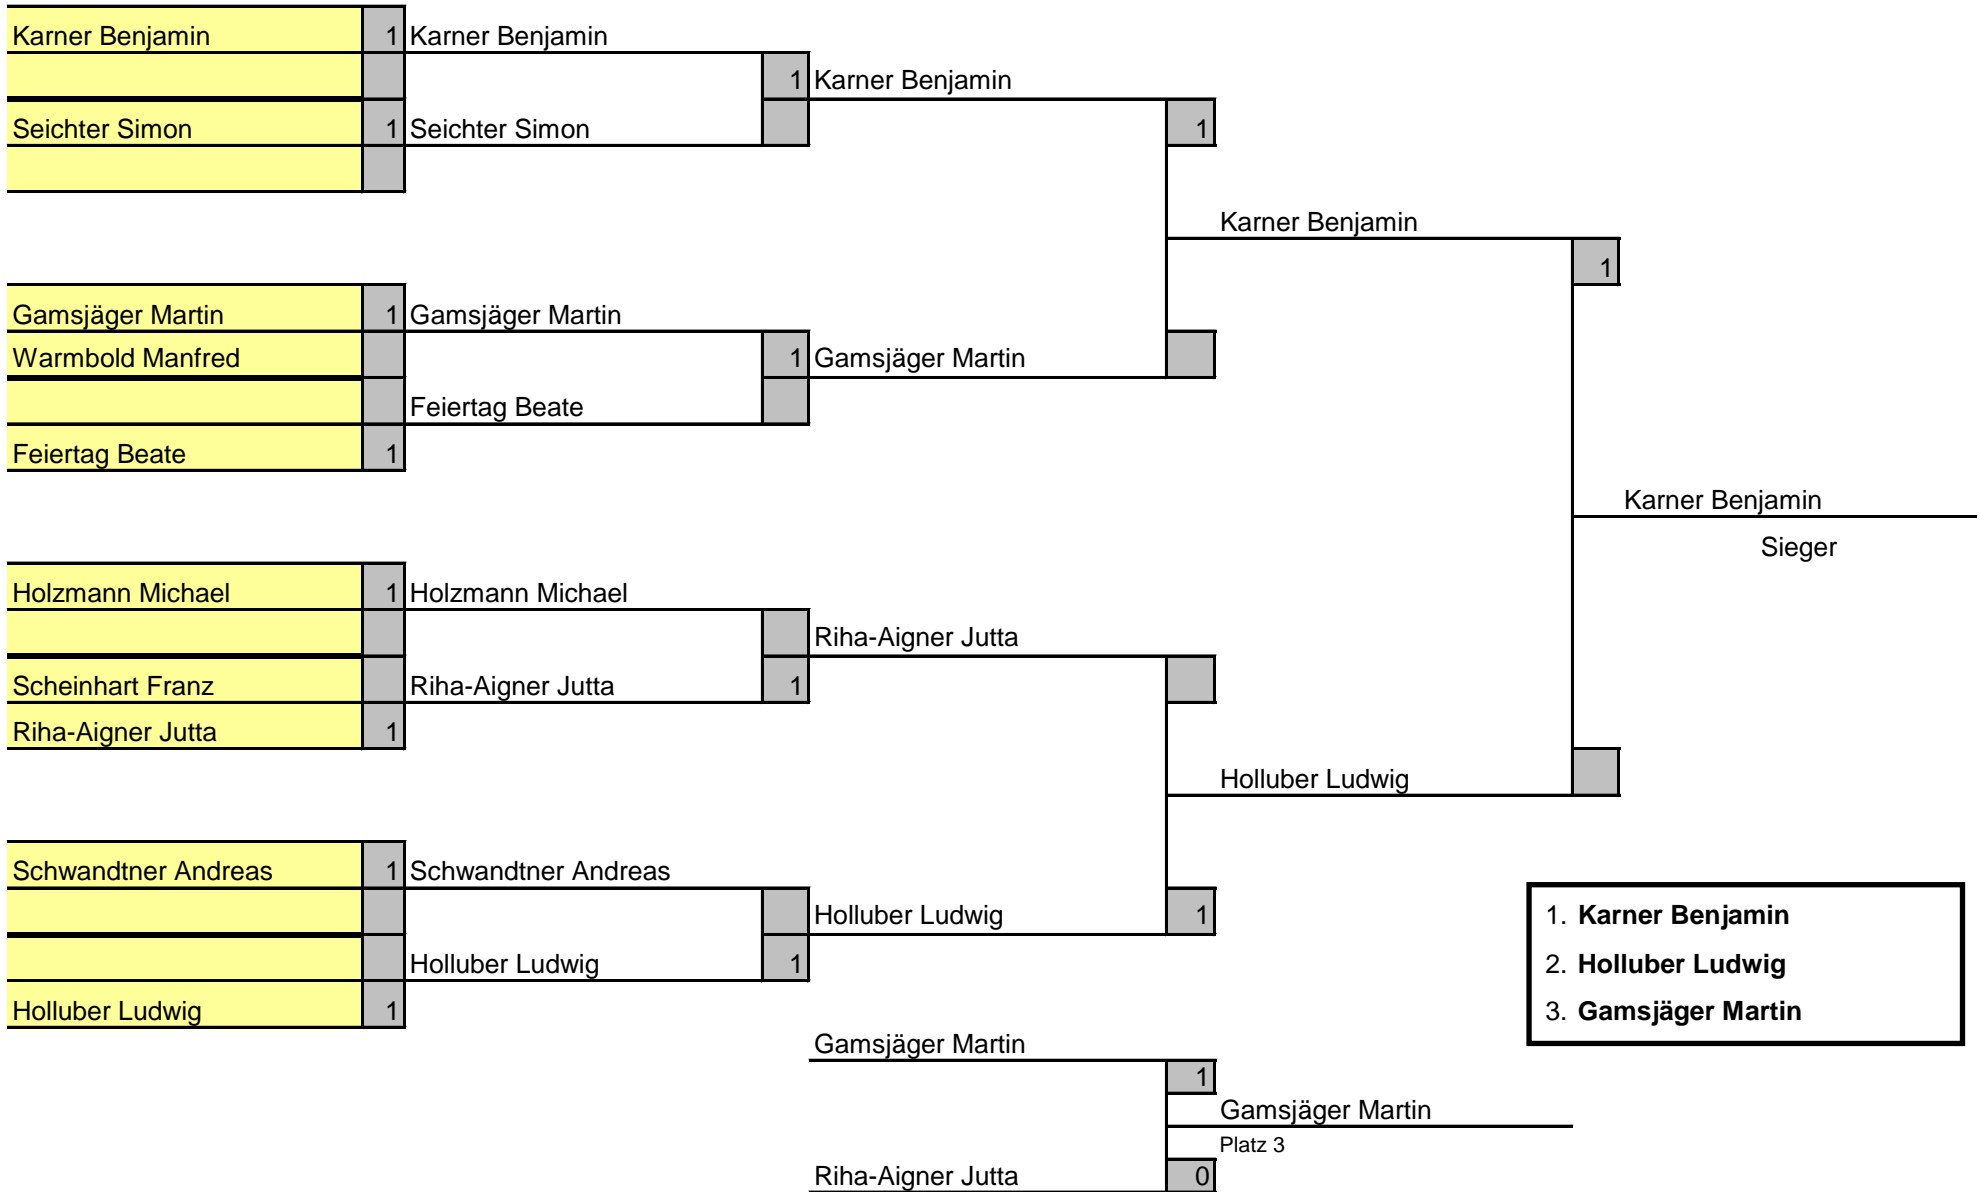 Karner Benjamin 1 Karner Benjamin
1 Karner Benjamin
Seichter Simon 1 Seichter Simon 1
Karner Benjamin
1
Gamsjäger Martin 1 Gamsjäger Martin
Warmbold Manfred 1 Gamsjäger Martin
Feiertag Beate
Feiertag Beate 1
Karner Benjamin
Sieger
Holzmann Michael 1 Holzmann Michael
Riha-Aigner Jutta
Scheinhart Franz Riha-Aigner Jutta 1
Riha-Aigner Jutta 1
Holluber Ludwig
Schwandtner Andreas 1 Schwandtner Andreas
Holluber Ludwig 1
Holluber Ludwig 1
Holluber Ludwig 1
1. Karner Benjamin
2. Holluber Ludwig
3. Gamsjäger Martin
Gamsjäger Martin
1
Gamsjäger Martin
Platz 3
Riha-Aigner Jutta 0